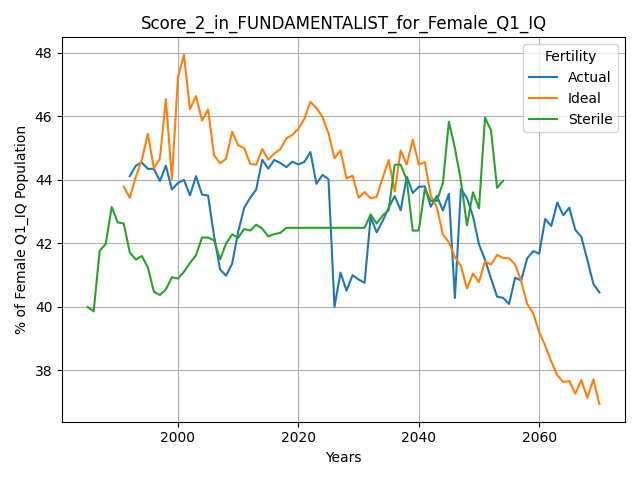 Score_2_in_FUNDAMENTALIST_for_Female_Q1_IQ
Fertility
Actual
Ideal
Sterile
% of Female Q1_IQ Population
48
46
44
42
40
38
2000
2020
2040
2060
Years